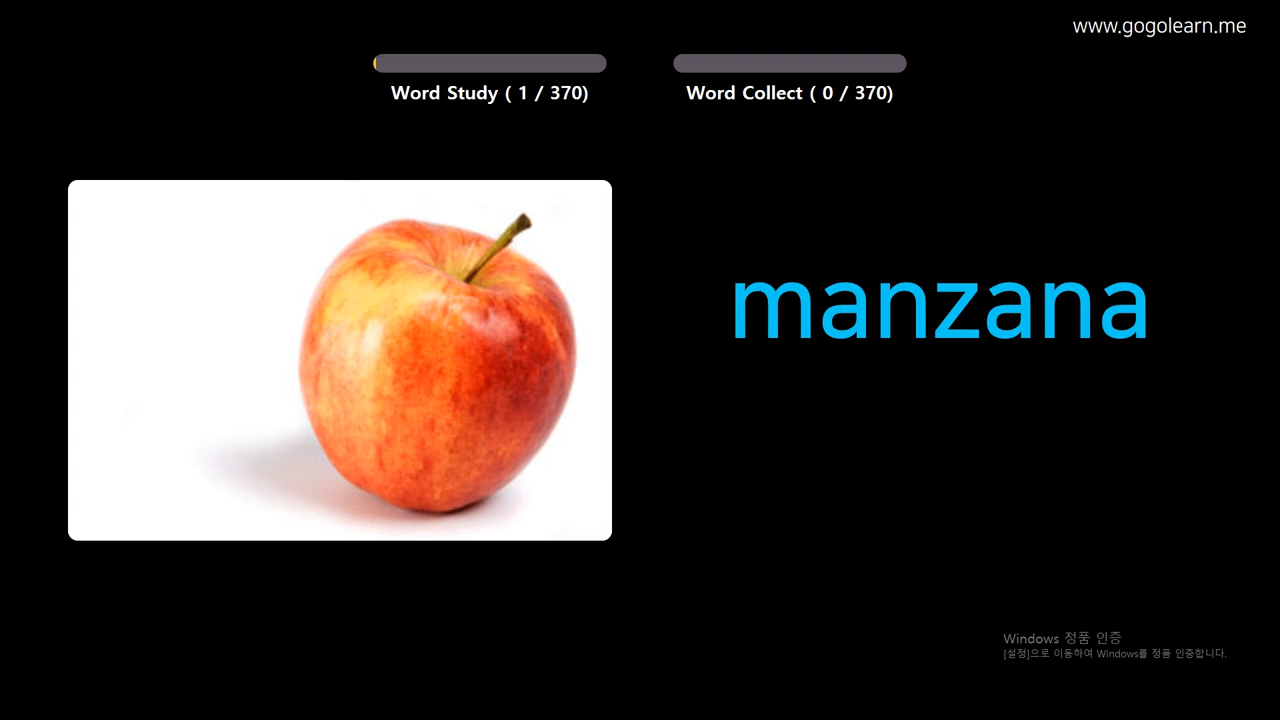 www.gogolearn.me
Word Study ( 1 / 370)
Word Collect ( 0 / 370)
manzana
Windows 정품 인증
[설정]으로 이동하여 Windows를 정품 인증합니다.